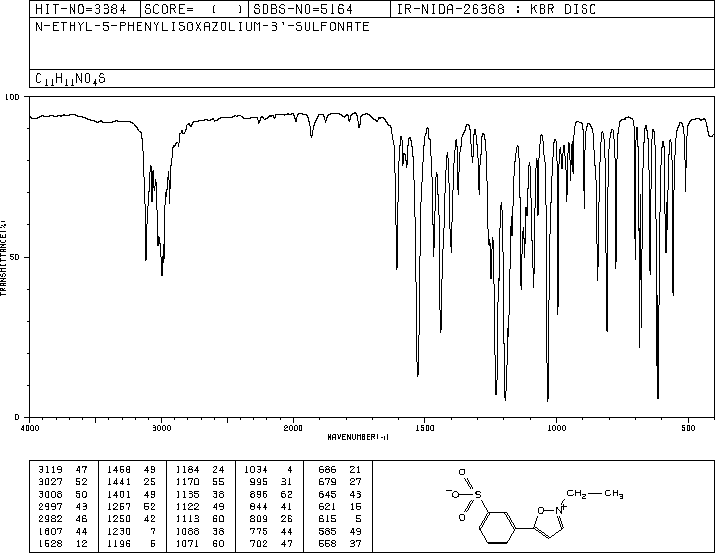 HIT-NO=3384 SCORE= ( ) SDBS-NO=5164 IR-NIDA-26368 : KBR DISC
N-ETHYL-5-PHENYLISOXAZOLIUM-3'-SULFONATE
C11H11NO4S
100
50
0
TRANSMITTANCE(%)
4000 3000 2000 1500 1000 500
WAVENUMBER(-1)
3119 47 1468 49 1184 24 1034 4 686 21
3027 52 1441 25 1170 55 995 31 679 27
3008 50 1401 49 1135 38 896 62 645 43
2997 43 1257 52 1122 49 844 41 621 16
2982 46 1250 42 1113 60 809 26 615 5
1607 44 1230 7 1088 38 775 44 585 49
1528 12 1196 5 1071 60 702 47 558 37
O
-O S
O
O N+ CH2 CH3